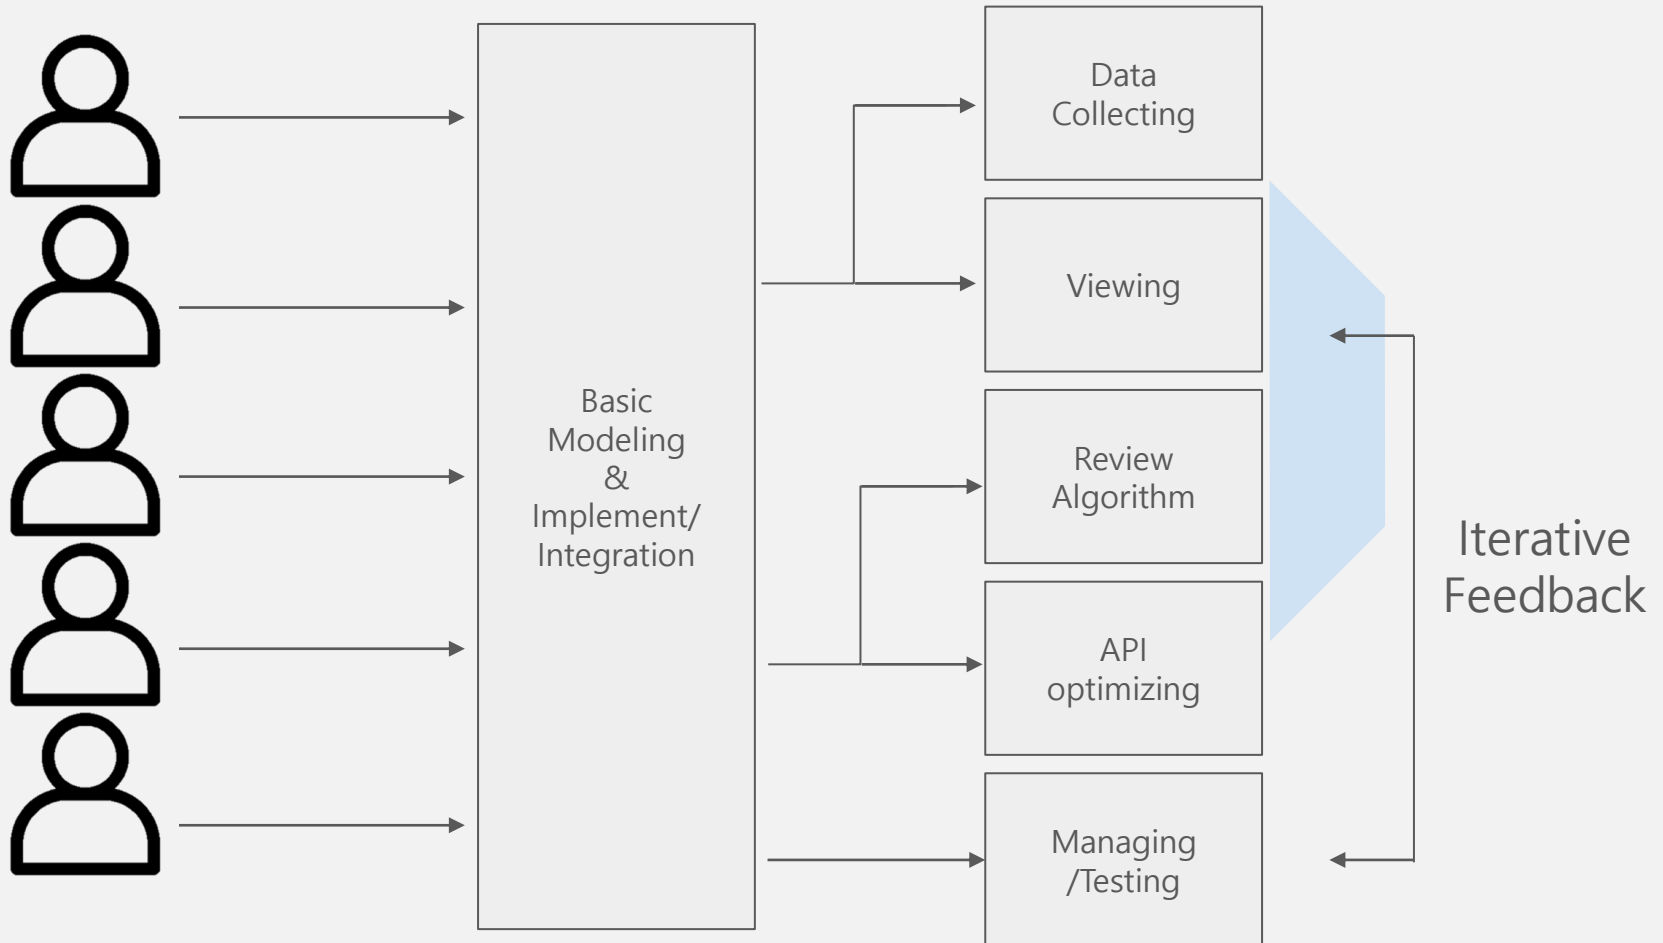 Basic
Modeling
&
Implement/
Integration
Data
Collecting
Viewing
Review
Algorithm
API
optimizing
Managing
/Testing
Iterative
Feedback